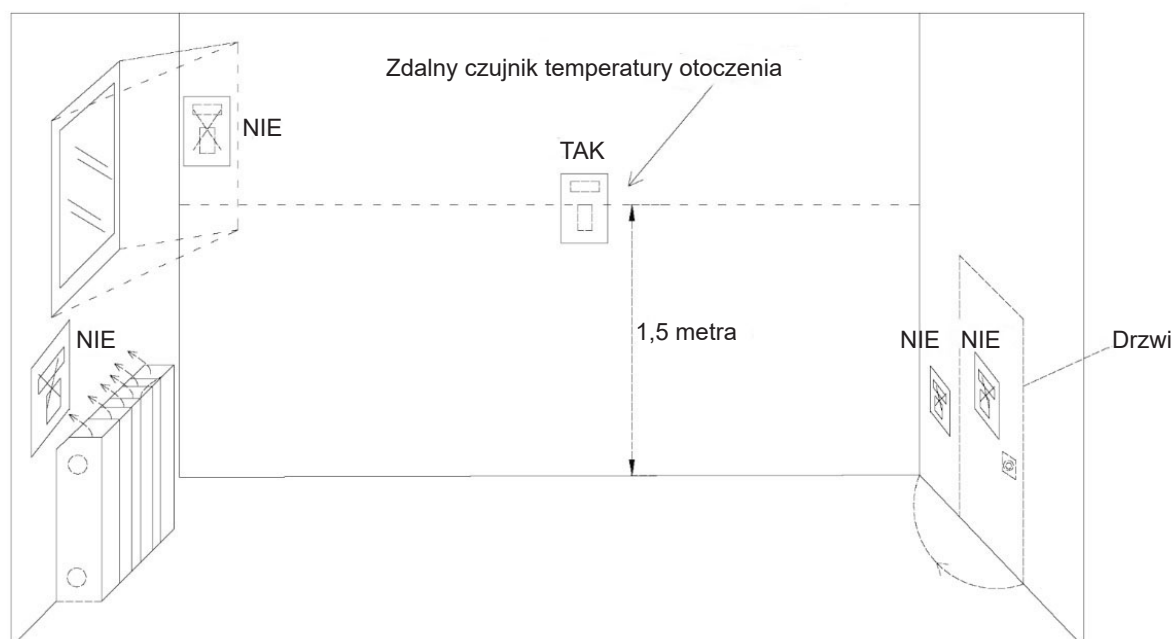 Zdalny czujnik temperatury otoczenia
NIE
TAK
NIE
1,5 metra
NIE NIE
Drzwi